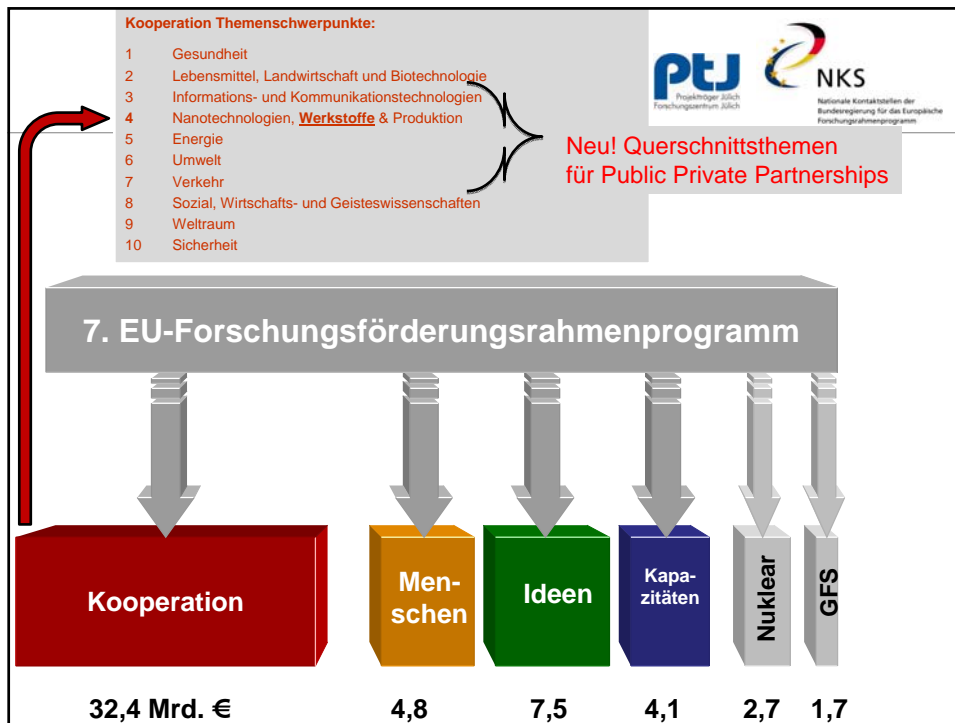 Kooperation Themenschwerpunkte:
1 Gesundheit
2 Lebensmittel, Landwirtschaft und Biotechnologie
3 Informations- und Kommunikationstechnologien
4 Nanotechnologien, Werkstoffe & Produktion
5 Energie
6 Umwelt
7 Verkehr
8 Sozial, Wirtschafts- und Geisteswissenschaften
9 Weltraum
10 Sicherheit
ptJ
Projektträger Jülich
Forschungszentrum Jülich
NKS
Nationale Kontaktstellen der
Bundesregierung für das Europäische
Forschungsrahmenprogramm
Neu! Querschnittsthemen
für Public Private Partnerships
7. EU-Forschungsförderungsrahmenprogramm
Kooperation
Men-
schen
Ideen
Kapa-
zitäten
Nuklear
GFS
32,4 Mrd. € 4,8 7,5 4,1 2,7 1,7